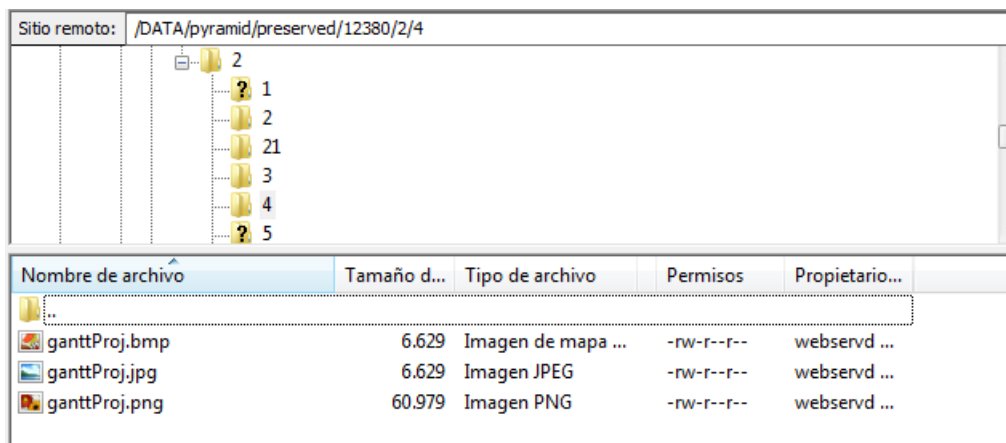 Sitio remoto: /DATA/pyramid/preserved/12380/2/4
2
? 1
2
21
3
4
? 5
Nombre de archivo Tamaño d... Tipo de archivo Permisos Propietario...
..
ganttProj.bmp 6.629 Imagen de mapa ... -rw-r--r-- webservd ...
ganttProj.jpg 6.629 Imagen JPEG -rw-r--r-- webservd ...
ganttProj.png 60.979 Imagen PNG -rw-r--r-- webservd ...